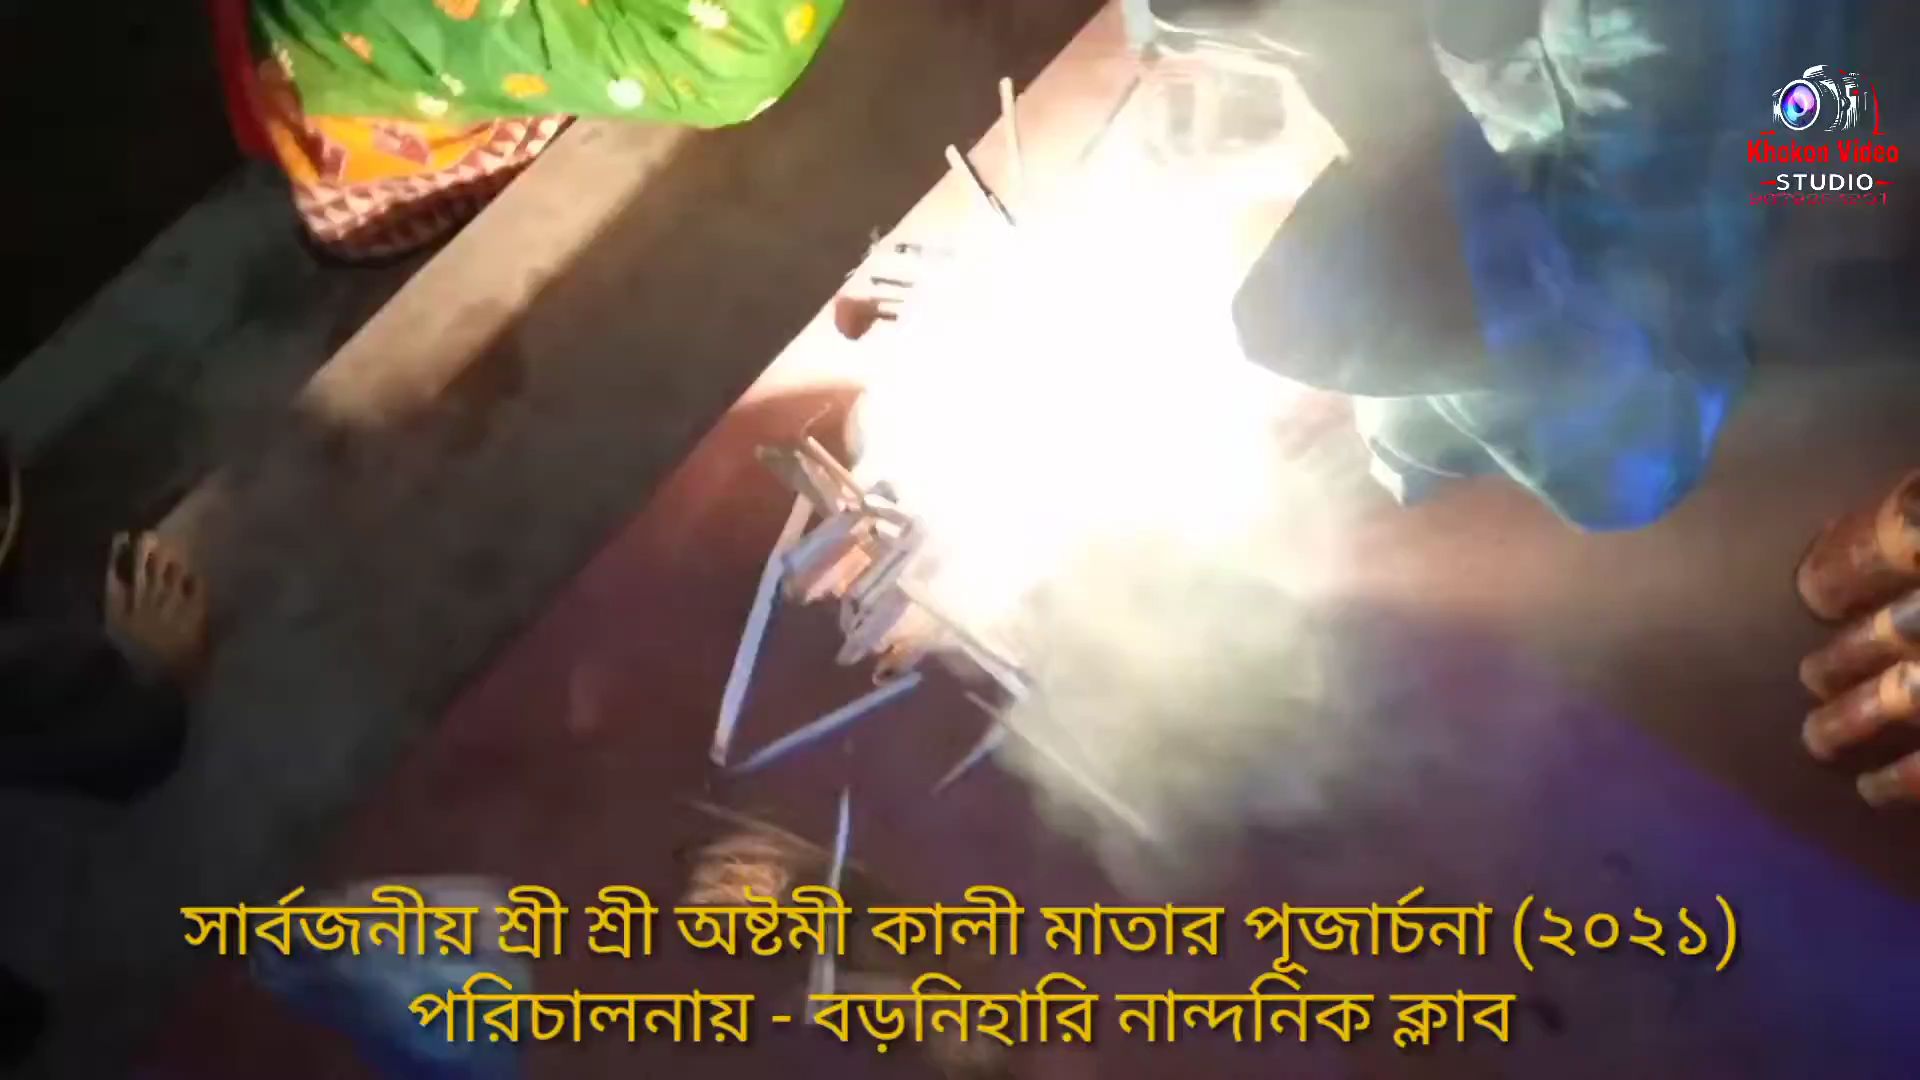 Khokon Video
STUDIO
সার্বজনীয় শ্রী শ্রী অষ্টমী কালী মাতার পূজার্চনা (২০২১)
পরিচালনায় - বড়নিহারি নান্দনিক ক্লাব